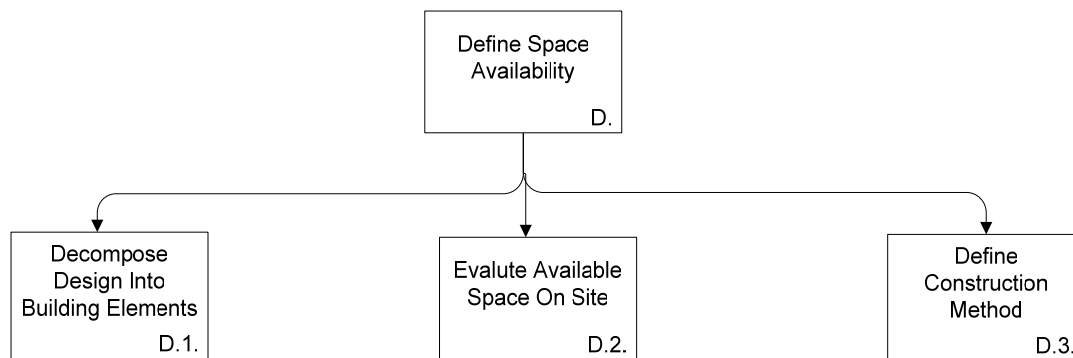 Define Space
Availability
D.
Decompose
Design Into
Building Elements
D.1.
Evalute Available
Space On Site
D.2.
Define
Construction
Method
D.3.